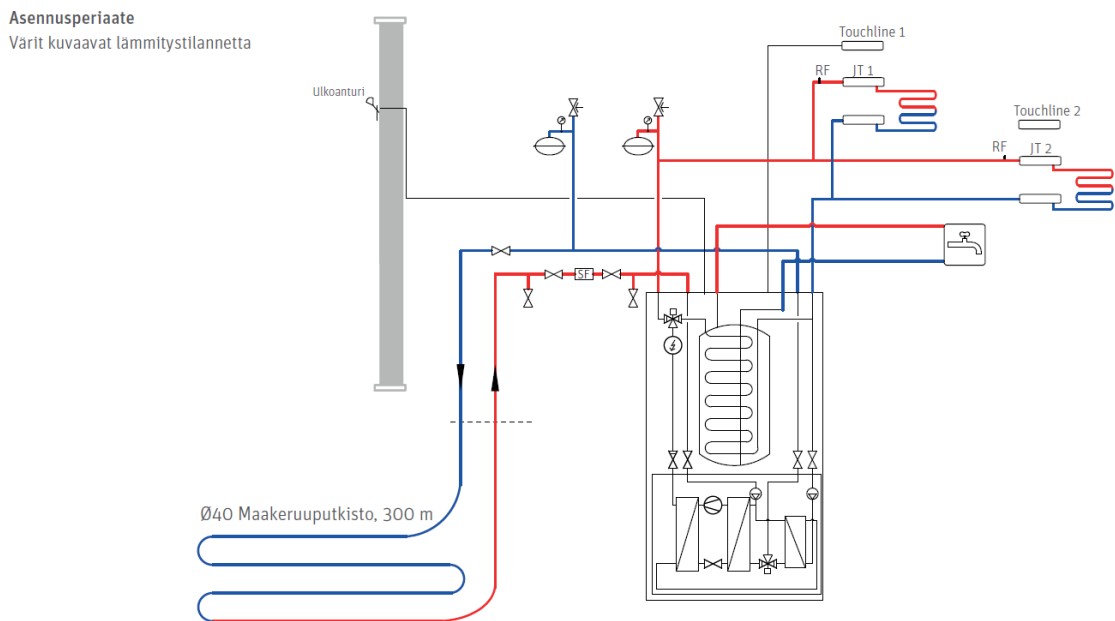 Asennusperiaate
Värit kuvaavat lämmitystilannetta
Touchline 1
RF
JT 1
Ulkoanturi
Touchline 2
RF
JT 2
SF
Ø40 Maakeruuputkisto, 300 m